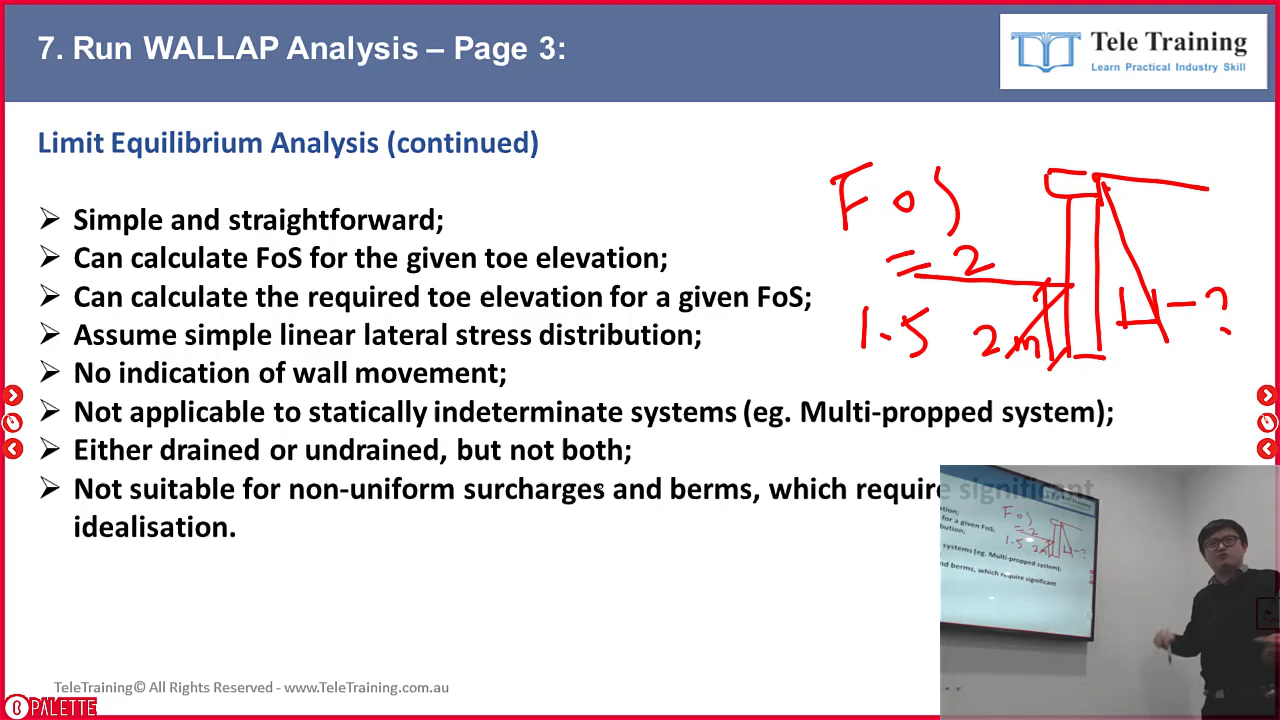 7. Run WALLAP Analysis – Page 3:
Tele Training
Learn Practical Industry Skill
Limit Equilibrium Analysis (continued)
Simple and straightforward;
Can calculate FoS for the given toe elevation;
Can calculate the required toe elevation for a given FoS;
Assume simple linear lateral stress distribution;
No indication of wall movement;
Not applicable to statically indeterminate systems (eg. Multi-propped system);
Either drained or undrained, but not both;
Not suitable for non-uniform surcharges and berms, which require significant
idealisation.
FoS
= 2
1.5 2m
?
TeleTraining© All Rights Reserved - www.TeleTraining.com.au
PALETTE